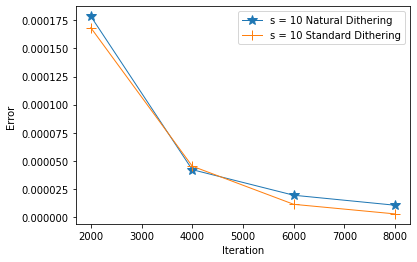 s = 10 Natural Dithering
s = 10 Standard Dithering
0.000175
0.000150
0.000125
0.000100
0.000075
0.000050
0.000025
0.000000
Error
2000 3000 4000 5000 6000 7000 8000
Iteration